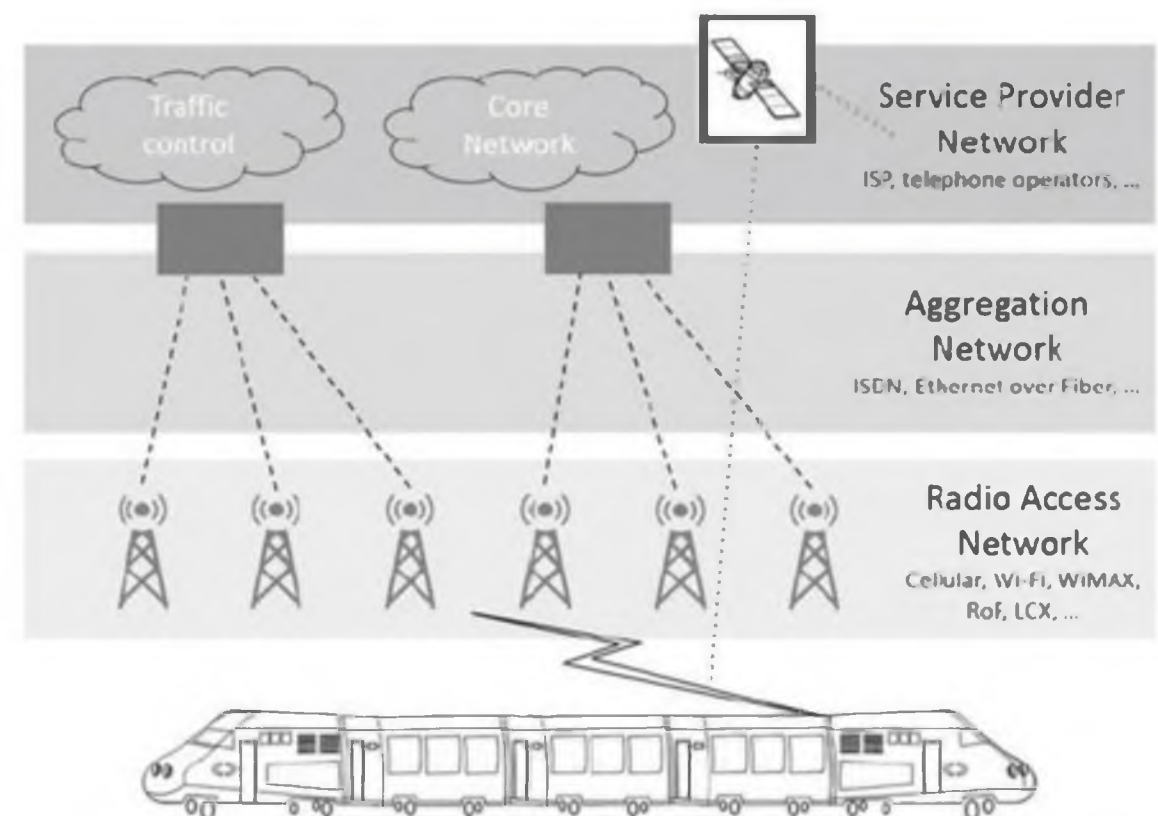 Traffic
control
Core
Network
Service Provider
Network
ISP, telephone operators, ...
Aggregation
Network
ISDN, Ethernet over Fiber, ...
Radio Access
Network
Cellular, Wi-Fi, WiMAX,
RoF, LCX, ...